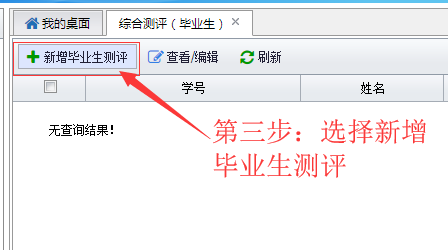 我的桌面 综合测评（毕业生）
新增毕业生测评 查看/编辑 刷新
学号 姓名
无查询结果!
第三步：选择新增
毕业生测评